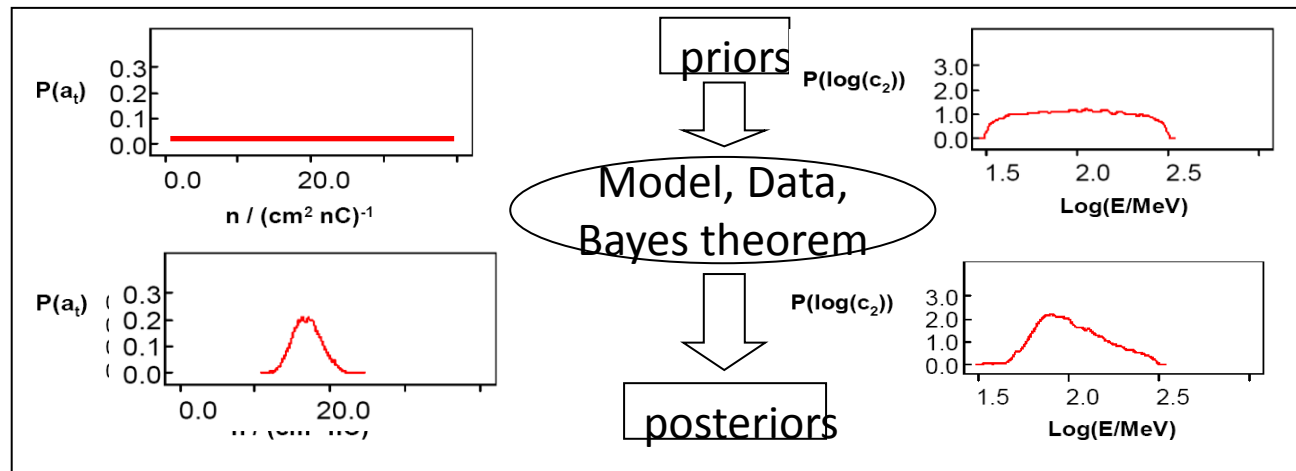 P(aₜ)
0.3
0.2
0.1
0.0
0.0 20.0
n / (cm² nC)⁻¹
priors
P(log(c₂))
3.0
2.0
1.0
0.0
1.5 2.0 2.5
Log(E/MeV)
Model, Data,
Bayes theorem
P(aₜ)
0.3
0.2
0.1
0.0
0.0 20.0
P(log(c₂))
3.0
2.0
1.0
0.0
1.5 2.0 2.5
Log(E/MeV)
posteriors